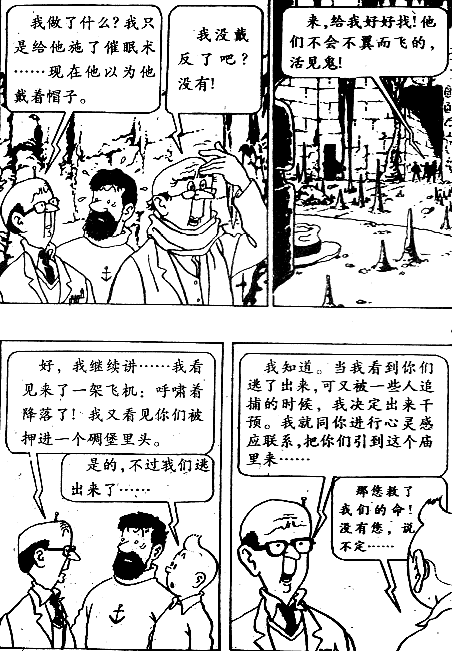 我做了什么？我只
是给他施了催眠术
……现在他以为他
戴着帽子。
我没戴
反了吧？
没有！
来，给我好好找！他
们不会不翼而飞的，
活见鬼！
好，我继续讲……我看
见来了一架飞机；呼啸着
降落了！我又看见你们被
押进一个碉堡里头。
是的，不过我们逃
出来了……
我知道。当我看到你们
逃了出来，可又被一些人追
捕的时候，我决定出来干
预。我就同你进行心灵感
应联系，把你们引到这个庙
里来……
那您救了
我们的命！
没有您，说
不定……